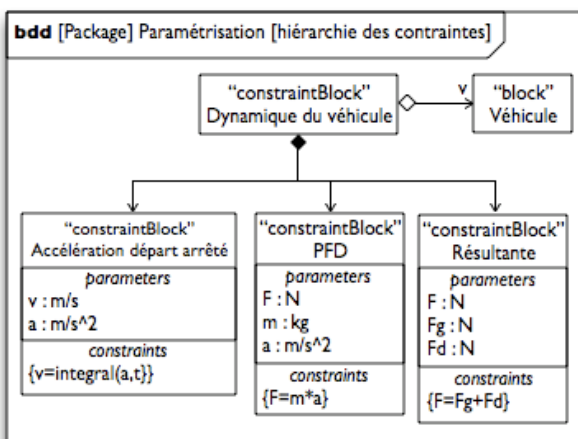 bdd [Package] Paramétrisation [hiérarchie des contraintes]
“constraintBlock”
Dynamique du véhicule
v
“block”
Véhicule
“constraintBlock”
Accélération départ arrêté
parameters
v : m/s
a : m/s^2
constraints
{v=integral(a,t}}
“constraintBlock”
PFD
parameters
F : N
m : kg
a : m/s^2
constraints
{F=m*a}
“constraintBlock”
Résultante
parameters
F : N
Fg : N
Fd : N
constraints
{F=Fg+Fd}